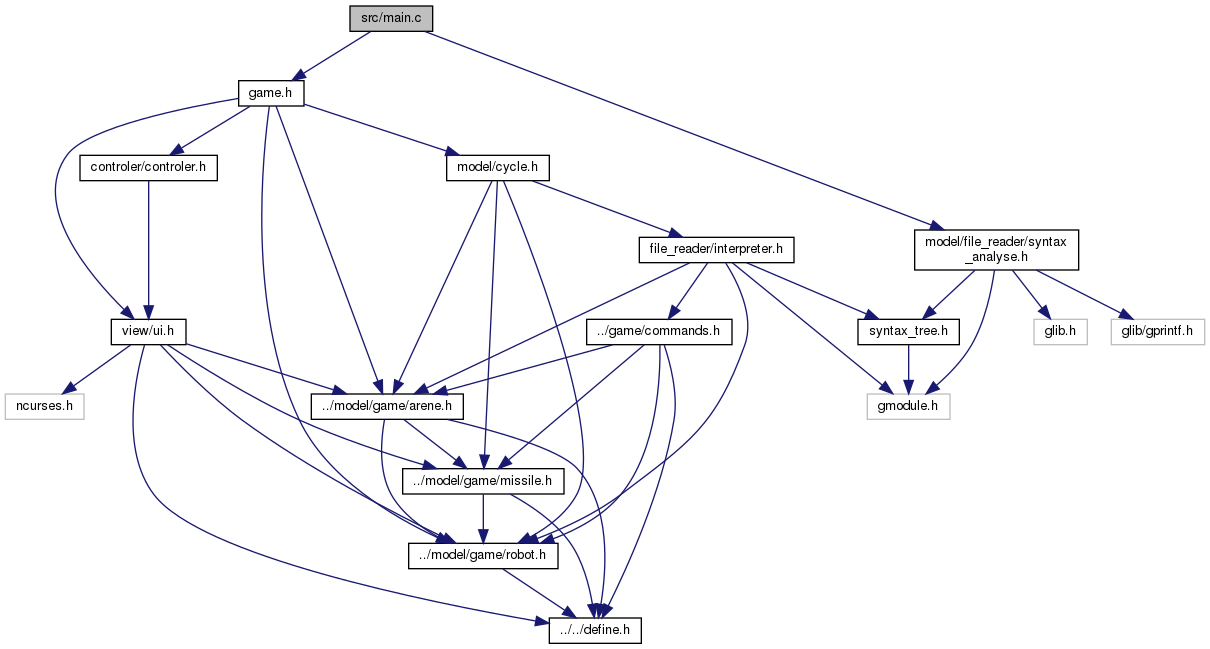 src/main.c
game.h
controler/controler.h
model/cycle.h
model/file_reader/syntax
_analyse.h
file_reader/interpreter.h
view/ui.h
../game/commands.h
syntax_tree.h
glib.h
glib/gprintf.h
ncurses.h
../model/game/arene.h
gmodule.h
../model/game/missile.h
../model/game/robot.h
../../define.h